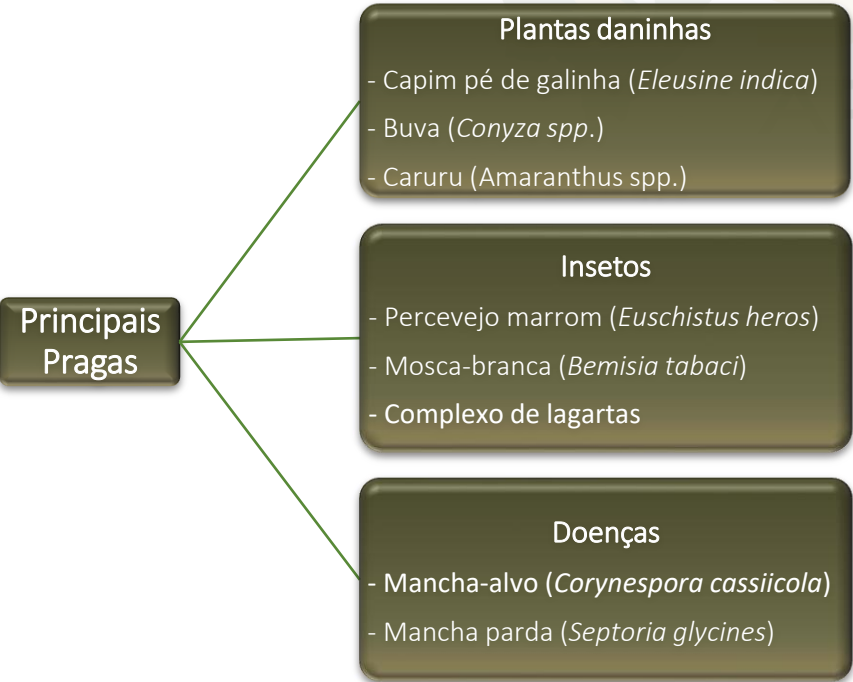 Principais
Pragas
Plantas daninhas
- Capim pé de galinha (Eleusine indica)
- Buva (Conyza spp.)
- Caruru (Amaranthus spp.)
Insetos
- Percevejo marrom (Euschistus heros)
- Mosca-branca (Bemisia tabaci)
- Complexo de lagartas
Doenças
- Mancha-alvo (Corynespora cassiicola)
- Mancha parda (Septoria glycines)